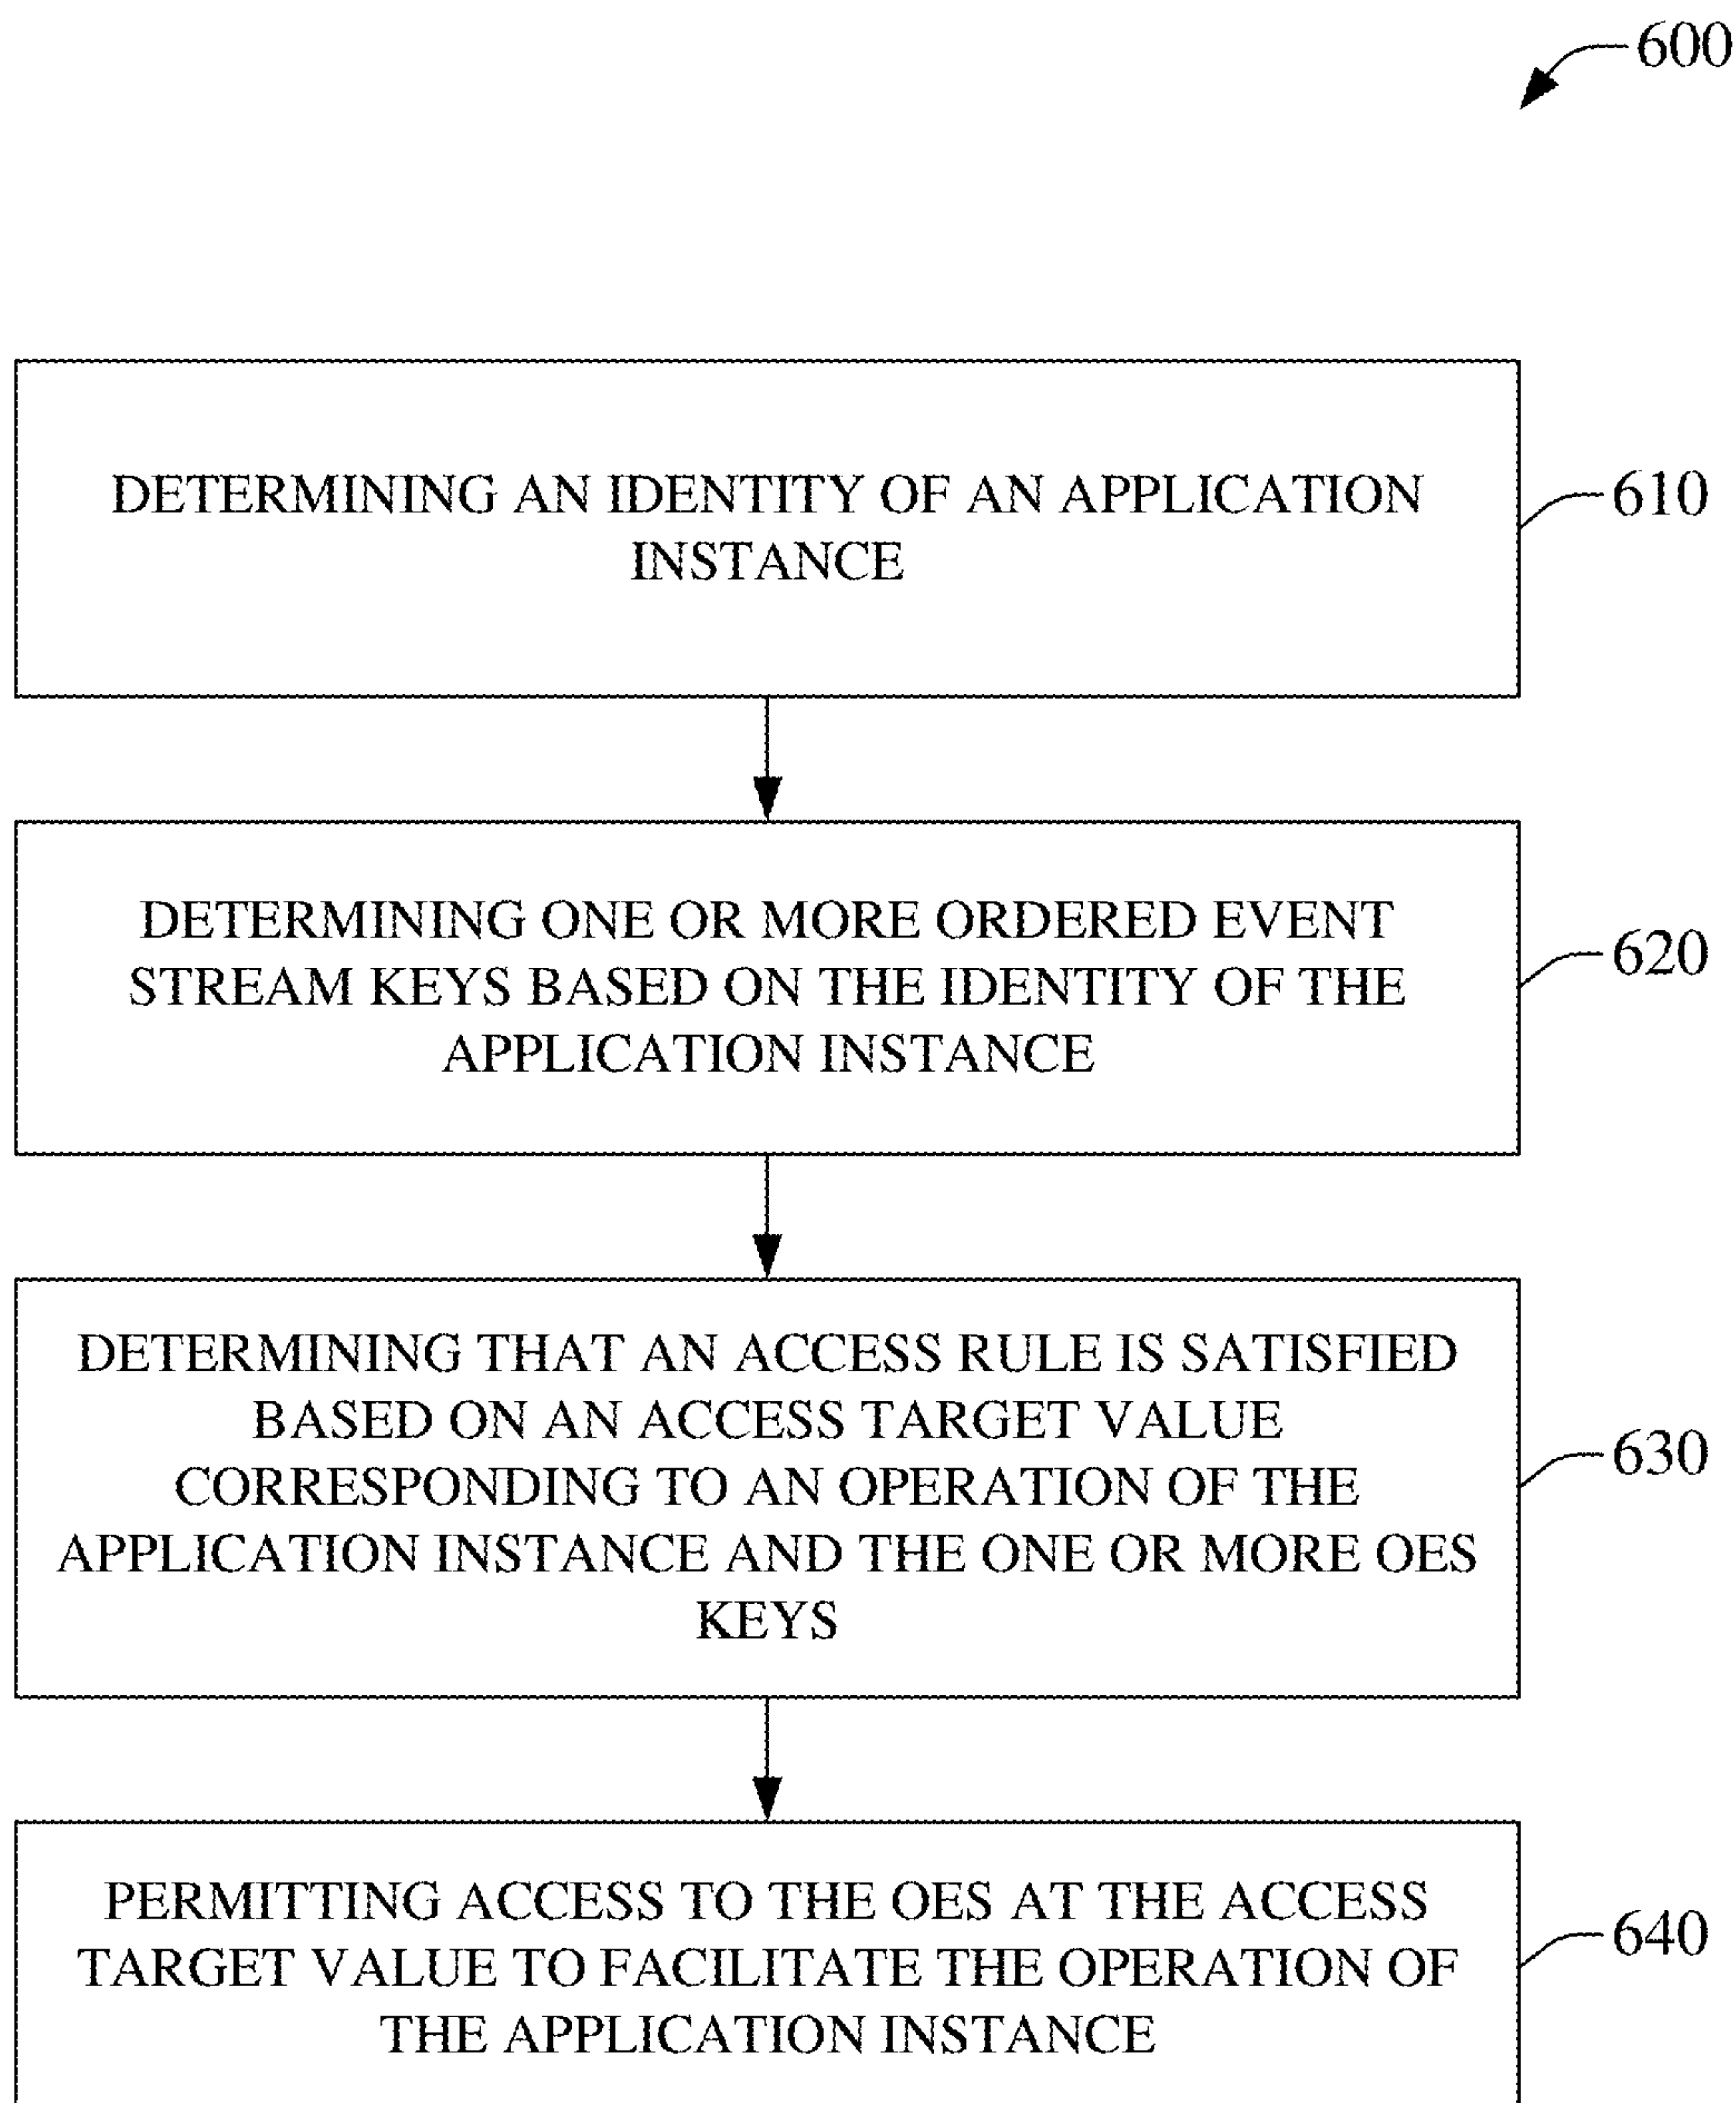 600
DETERMINING AN IDENTITY OF AN APPLICATION
INSTANCE
610
DETERMINING ONE OR MORE ORDERED EVENT
STREAM KEYS BASED ON THE IDENTITY OF THE
APPLICATION INSTANCE
620
DETERMINING THAT AN ACCESS RULE IS SATISFIED
BASED ON AN ACCESS TARGET VALUE
CORRESPONDING TO AN OPERATION OF THE
APPLICATION INSTANCE AND THE ONE OR MORE OES
KEYS
630
PERMITTING ACCESS TO THE OES AT THE ACCESS
TARGET VALUE TO FACILITATE THE OPERATION OF
THE APPLICATION INSTANCE
640